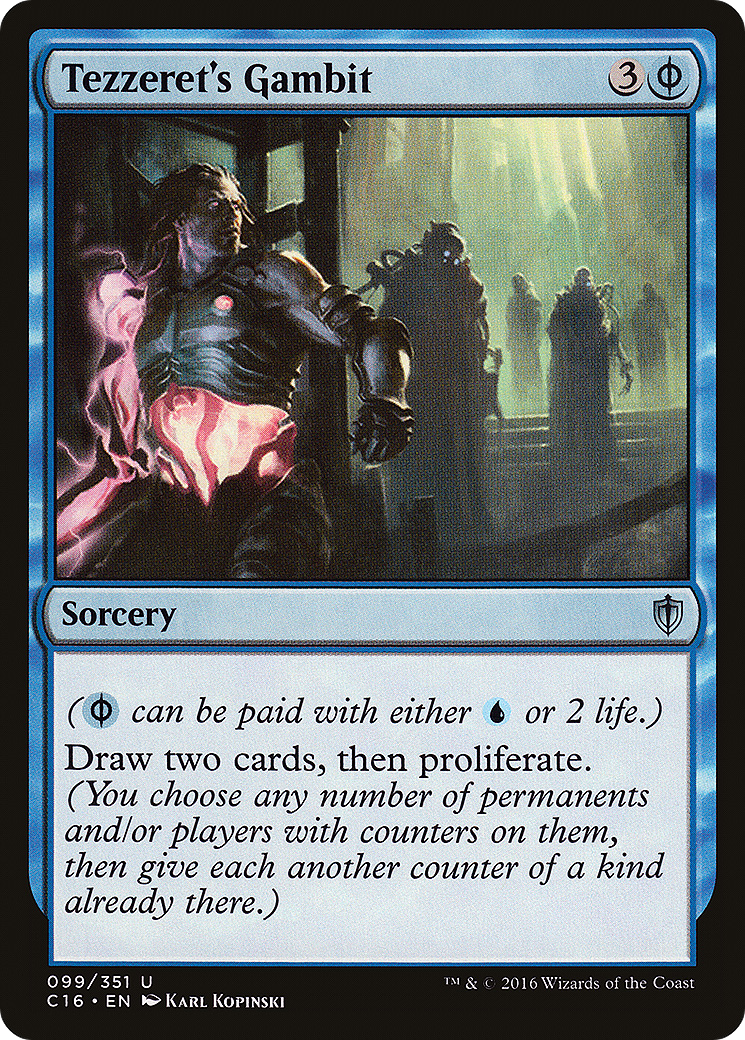 Tezzeret's Gambit 3
Sorcery
( can be paid with either or 2 life.)
Draw two cards, then proliferate.
(You choose any number of permanents
and/or players with counters on them,
then give each another counter of a kind
already there.)
099/351 U
™ & © 2016 Wizards of the Coast
C16 • EN Karl Kopinski